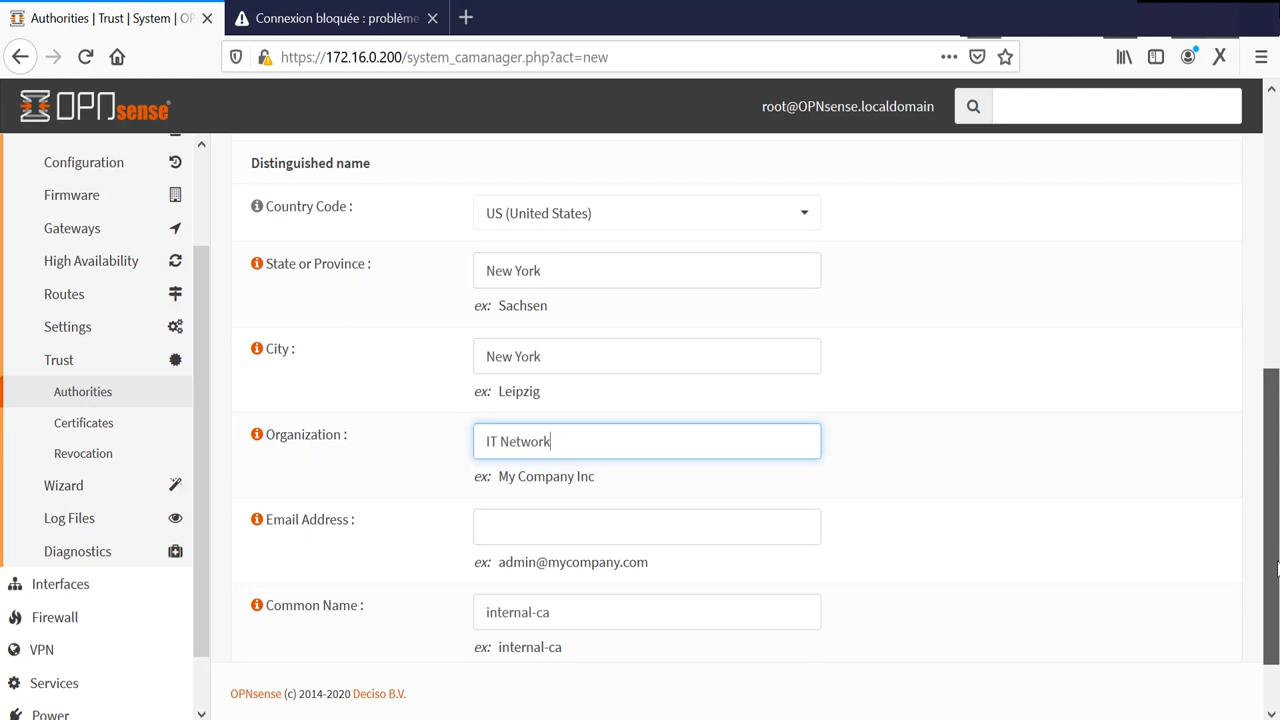 Authorities | Trust | System | OP
Connexion bloquée : problème
https://172.16.0.200/system_camanager.php?act=new
OPNsense
root@OPNsense.localdomain
Configuration
Firmware
Gateways
High Availability
Routes
Settings
Trust
Authorities
Certificates
Revocation
Wizard
Log Files
Diagnostics
Interfaces
Firewall
VPN
Services
Power
Distinguished name
Country Code :
US (United States)
State or Province :
New York
ex: Sachsen
City :
New York
ex: Leipzig
Organization :
IT Network
ex: My Company Inc
Email Address :
ex: admin@mycompany.com
Common Name :
internal-ca
ex: internal-ca
OPNsense (c) 2014-2020 Deciso B.V.